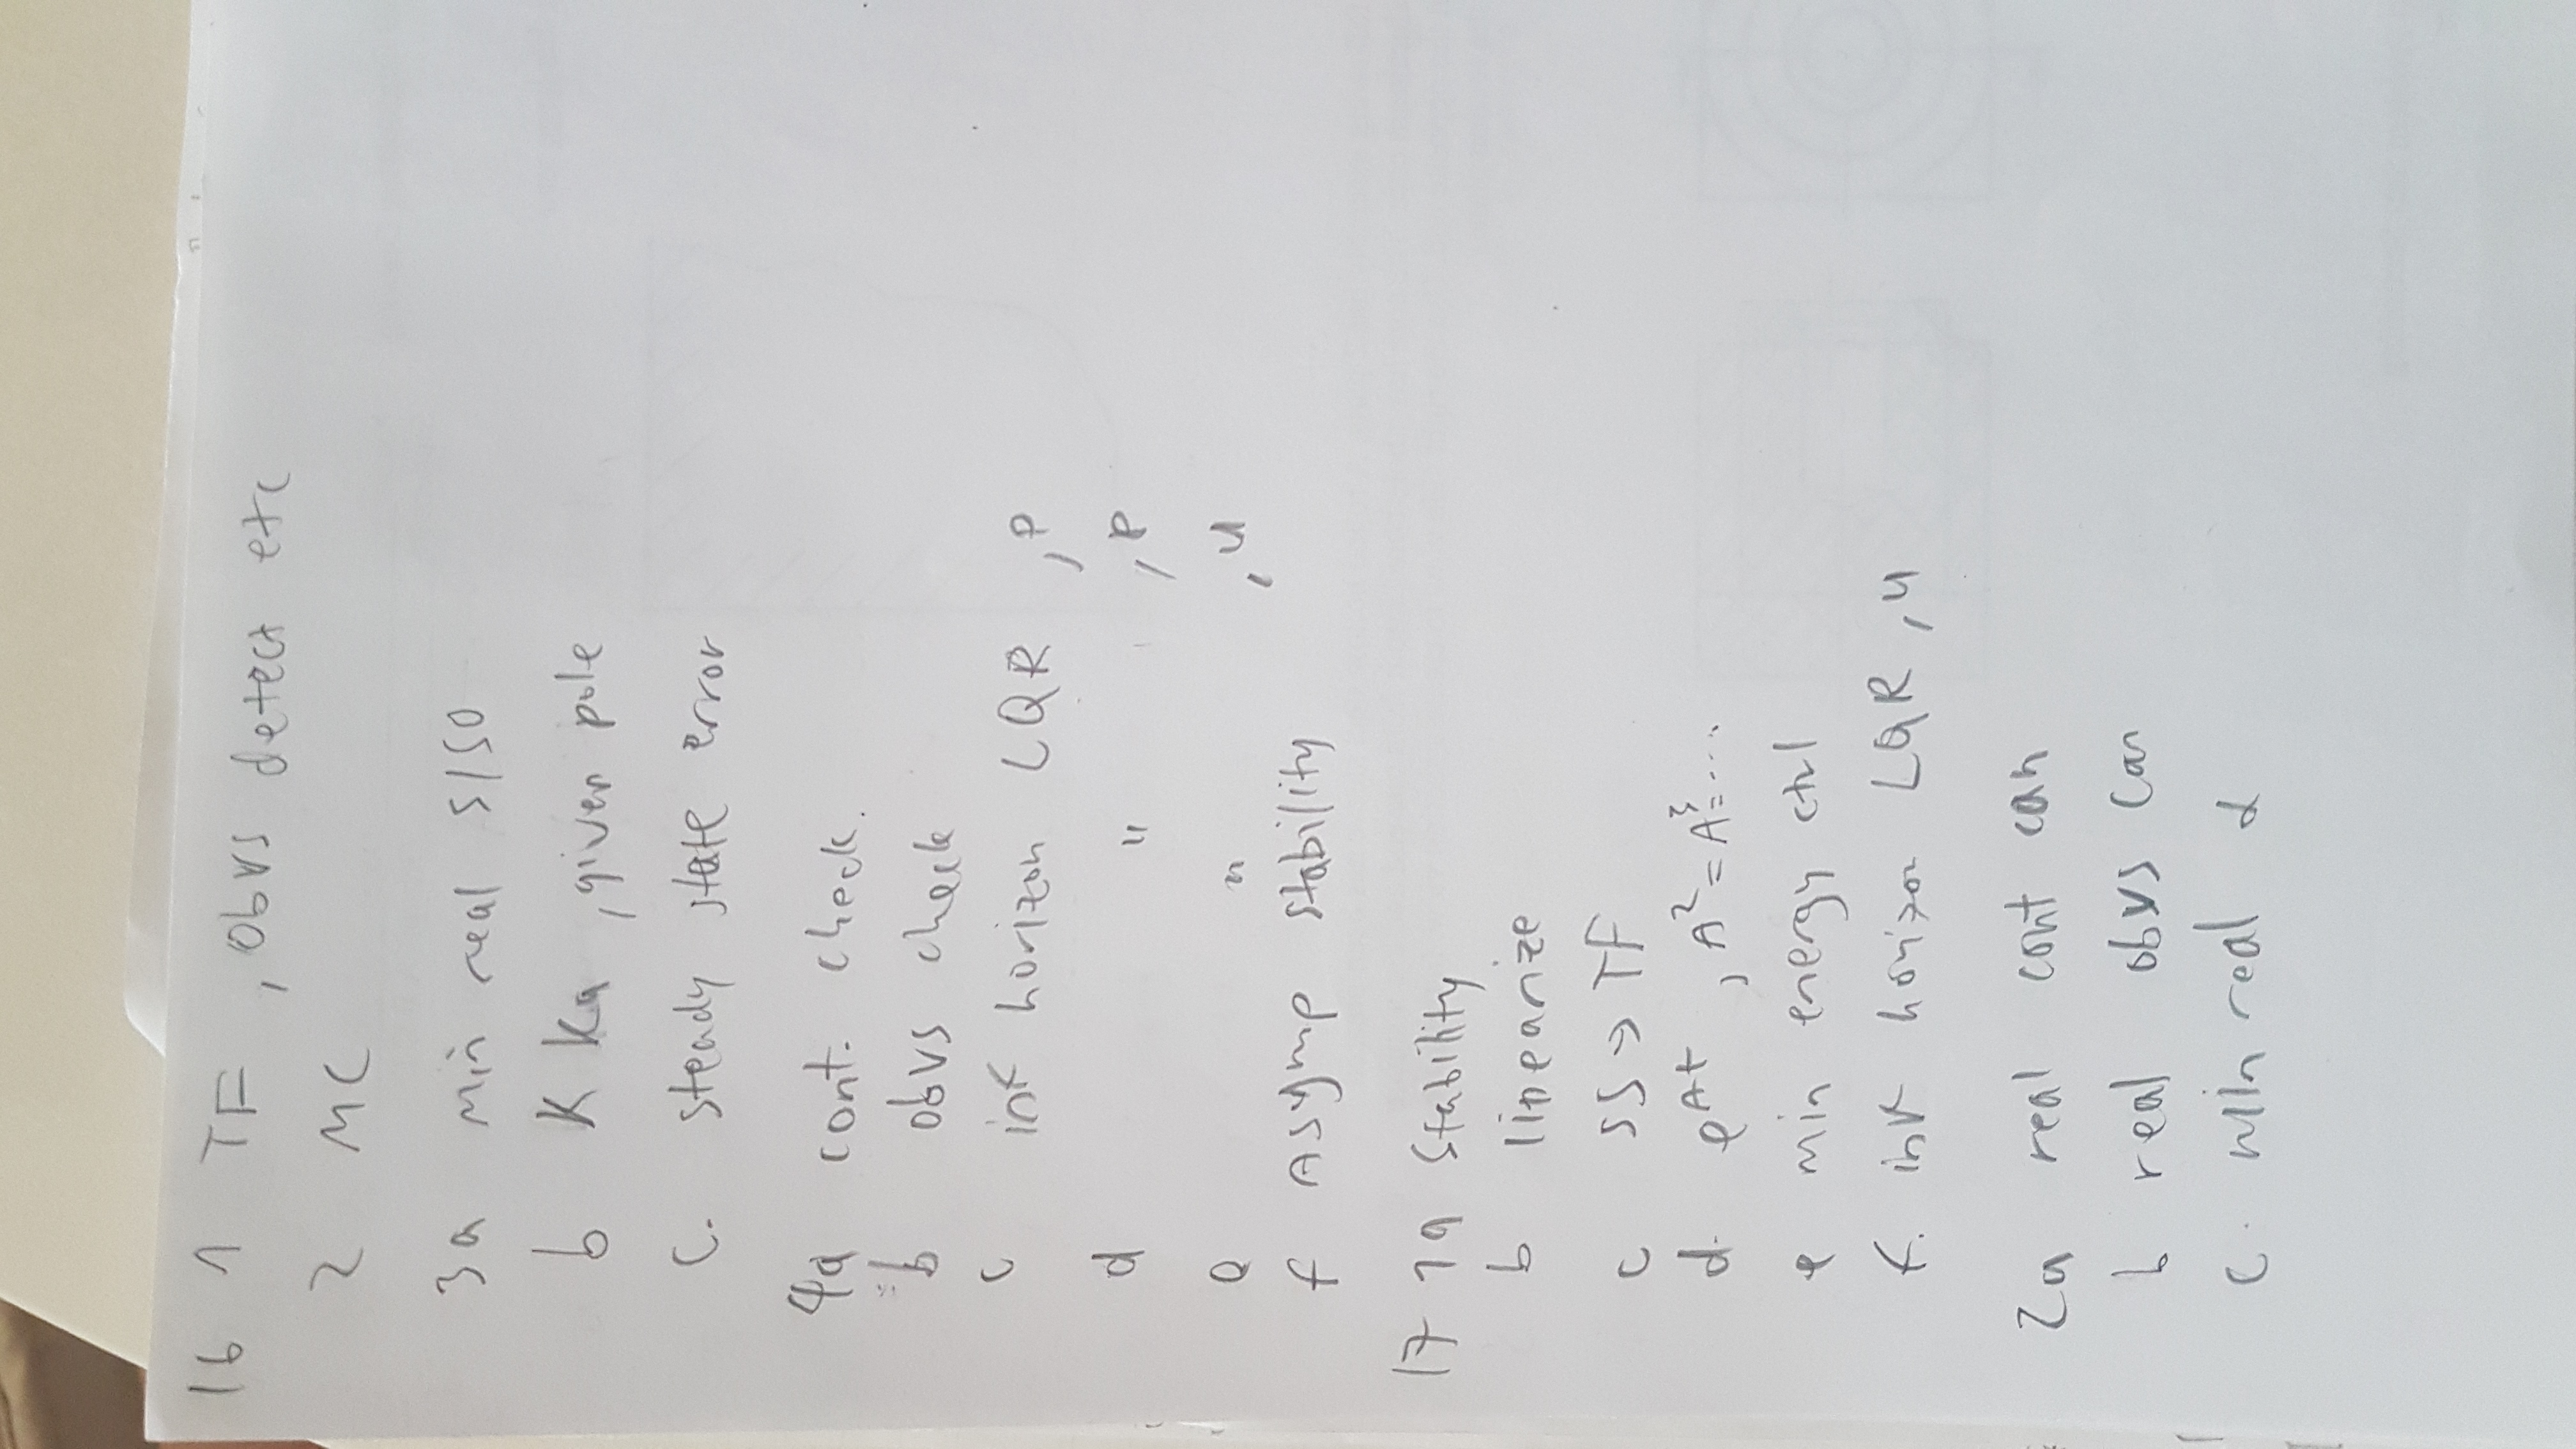 16 1 TF , obvs detect etc
2 MC
3a min real SISO
b K Ka , given pole
c. steady state error
4a cont. check.
b obvs check
c inf horizon LQR , P
d " , P
e " , u
f Asymp stability
17 1a Stability
b linearize
c SS → TF
d. e^At , A^2 = A^3 = ....
e min energy ctrl
f. inf horizon LQR , u
2a real cont can
b real obvs can
c. min real α